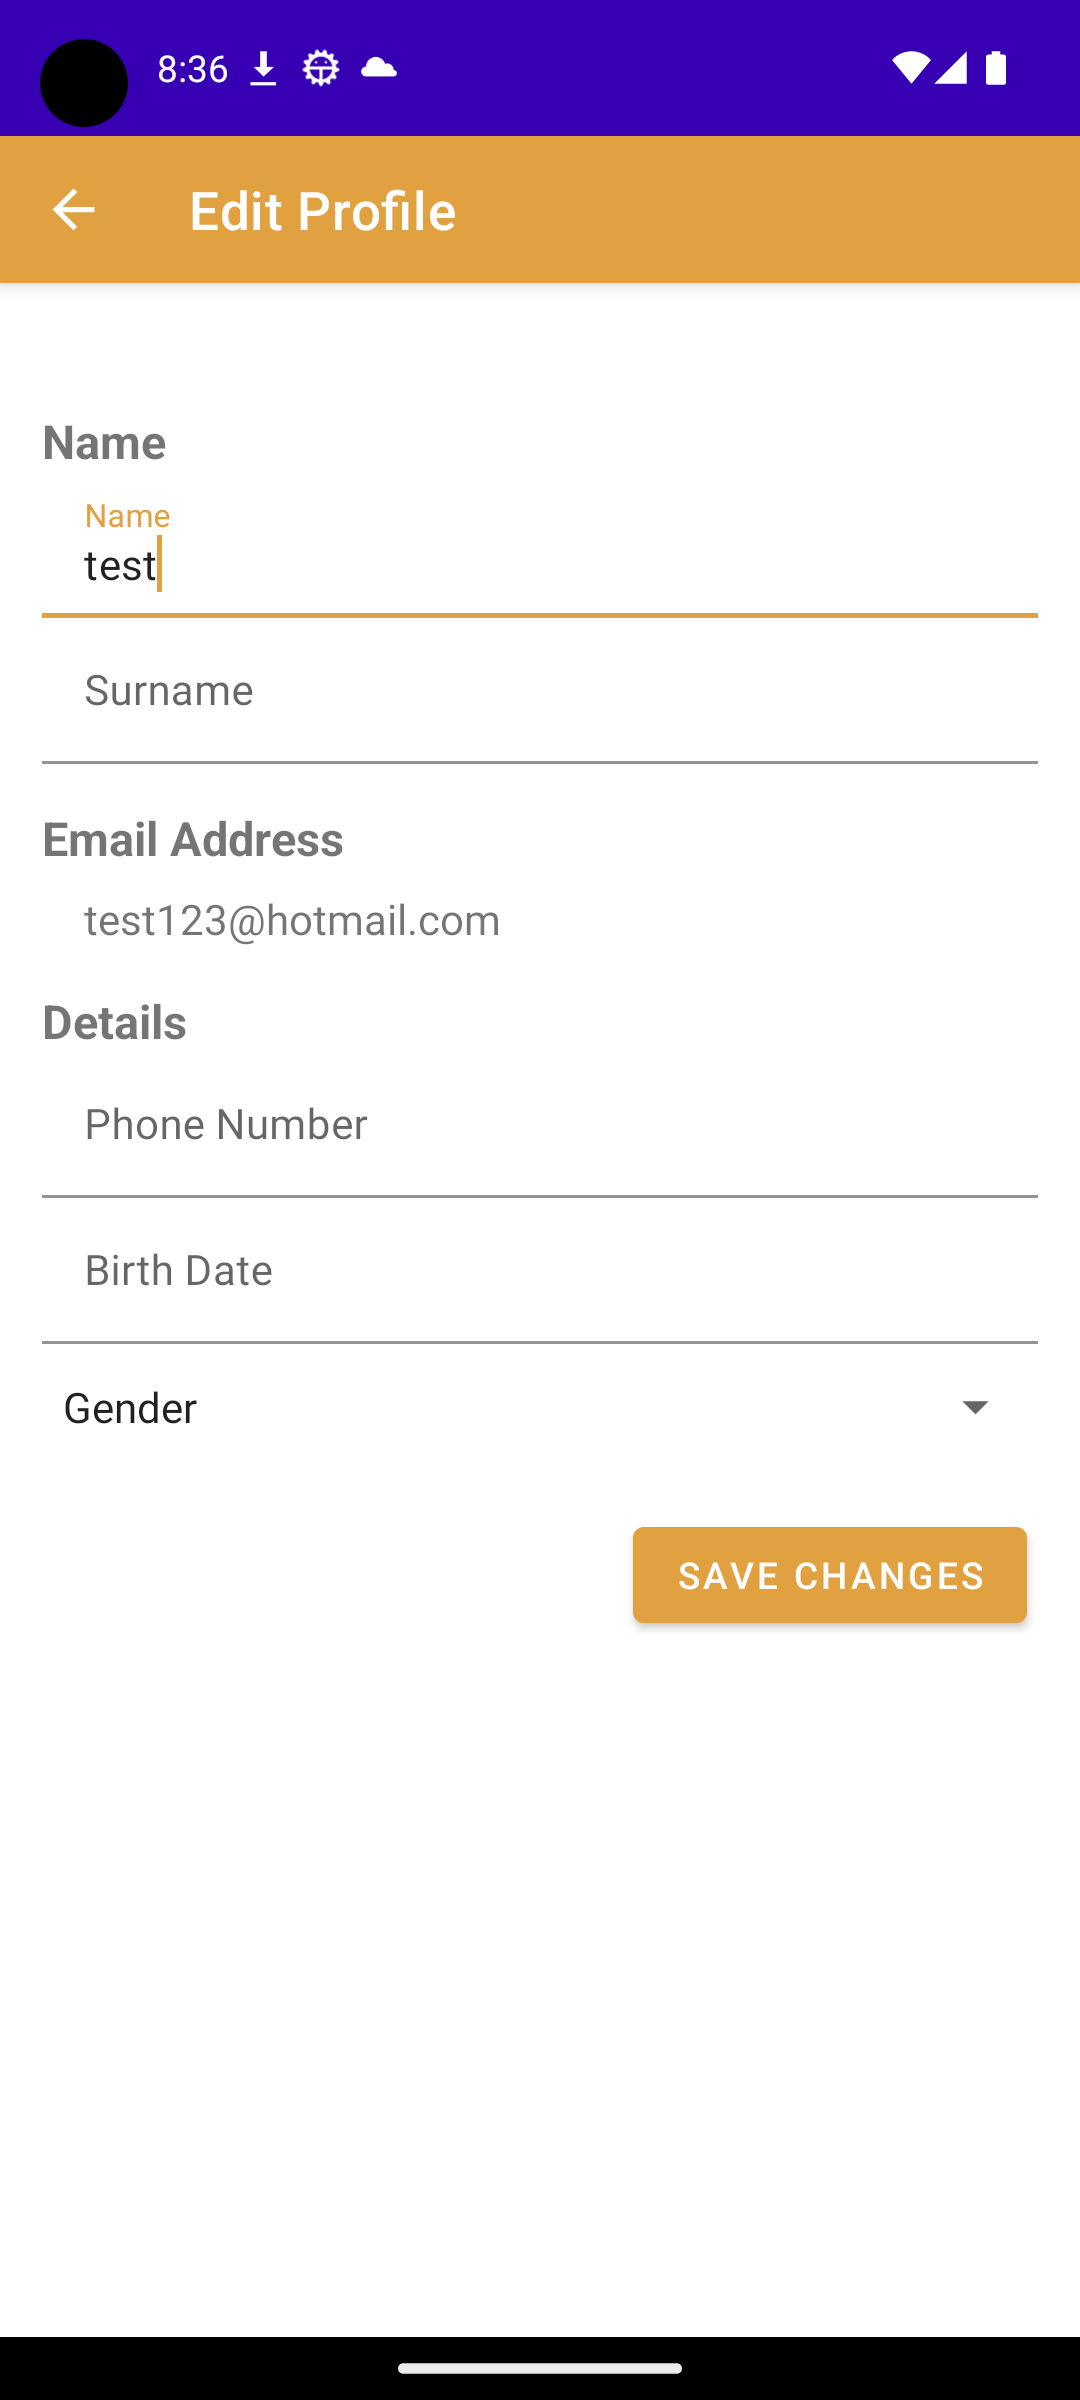 8:36
Edit Profile
Name
Name
test
Surname
Email Address
test123@hotmail.com
Details
Phone Number
Birth Date
Gender
SAVE CHANGES